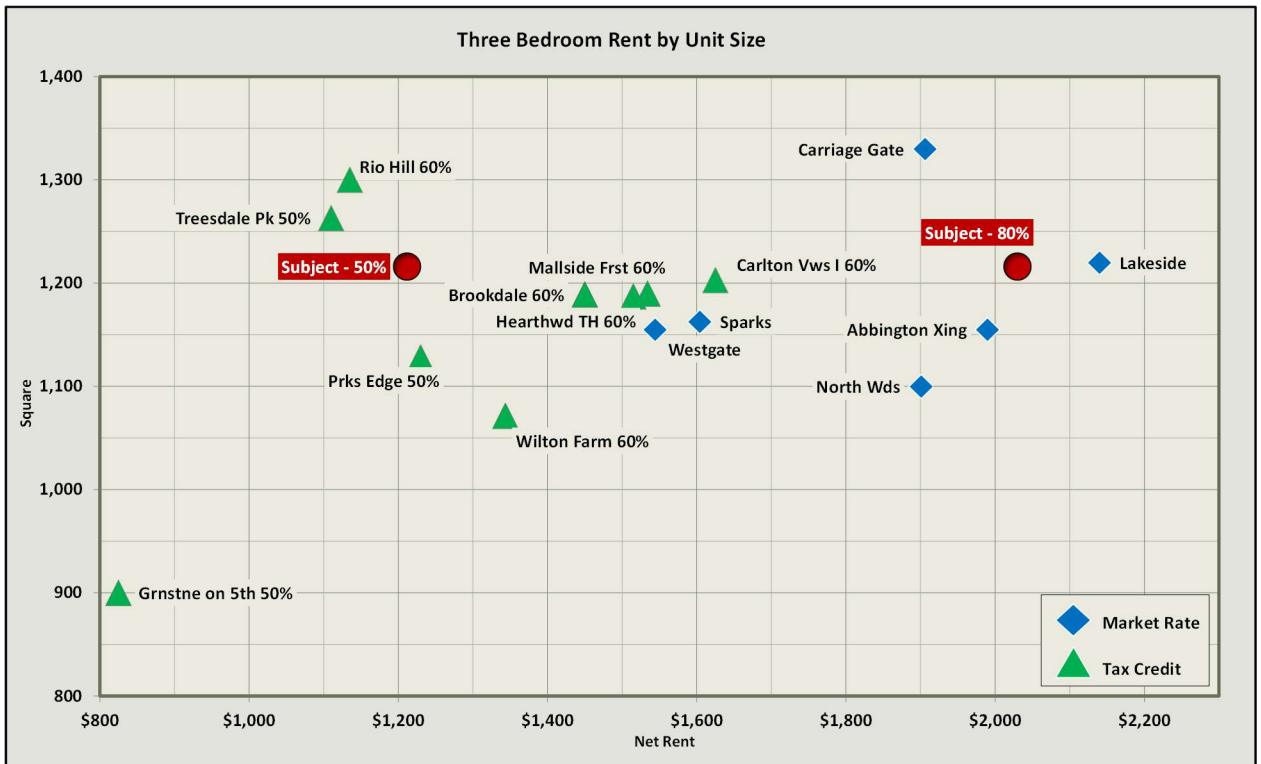 Three Bedroom Rent by Unit Size
1,400
Carriage Gate
Rio Hill 60%
1,300
Treesdale Pk 50%
Subject - 80%
Subject - 50%
Mallside Frst 60%
Carlton Vws I 60%
Lakeside
1,200
Brookdale 60%
Hearthwd TH 60%
Sparks
Abbington Xing
Westgate
1,100
Prks Edge 50%
North Wds
Square
Wilton Farm 60%
1,000
900
Grnstne on 5th 50%
Market Rate
Tax Credit
800
$800
$1,000
$1,200
$1,400
$1,600
$1,800
$2,000
$2,200
Net Rent